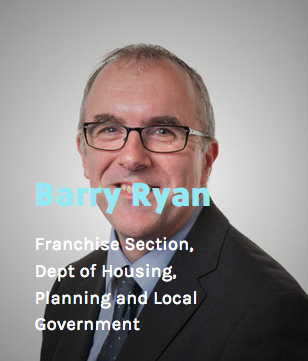 Barry Ryan
Franchise Section,
Dept of Housing,
Planning and Local
Government